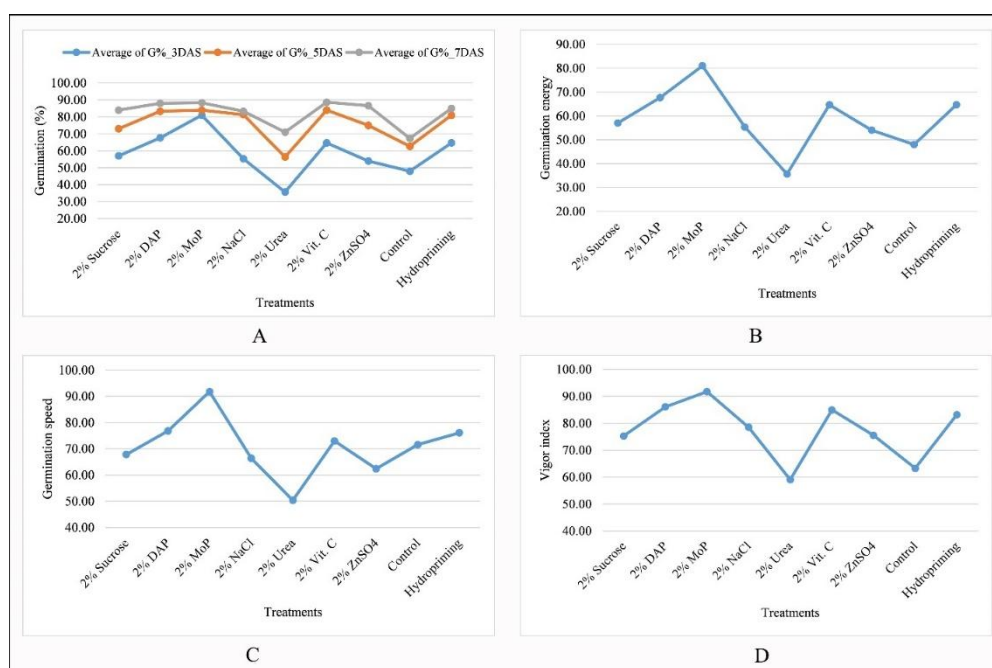 Average of G%_3DAS Average of G%_5DAS Average of G%_7DAS
Germination (%)
100.00
90.00
80.00
70.00
60.00
50.00
40.00
30.00
20.00
2% Sucrose
2% DAP
2% MoP
2% NaCl
2% Urea
2% Vit. C
2% ZnSO4
Control
Hydropriming
Treatments
A
Germination energy
90.00
80.00
70.00
60.00
50.00
40.00
30.00
20.00
2% Sucrose
2% DAP
2% MoP
2% NaCl
2% Urea
2% Vit. C
2% ZnSO4
Control
Hydropriming
Treatments
B
Germination speed
100.00
90.00
80.00
70.00
60.00
50.00
40.00
2% Sucrose
2% DAP
2% MoP
2% NaCl
2% Urea
2% Vit. C
2% ZnSO4
Control
Hydropriming
Treatments
C
Vigor index
100.00
90.00
80.00
70.00
60.00
50.00
40.00
2% Sucrose
2% DAP
2% MoP
2% NaCl
2% Urea
2% Vit. C
2% ZnSO4
Control
Hydropriming
Treatments
D